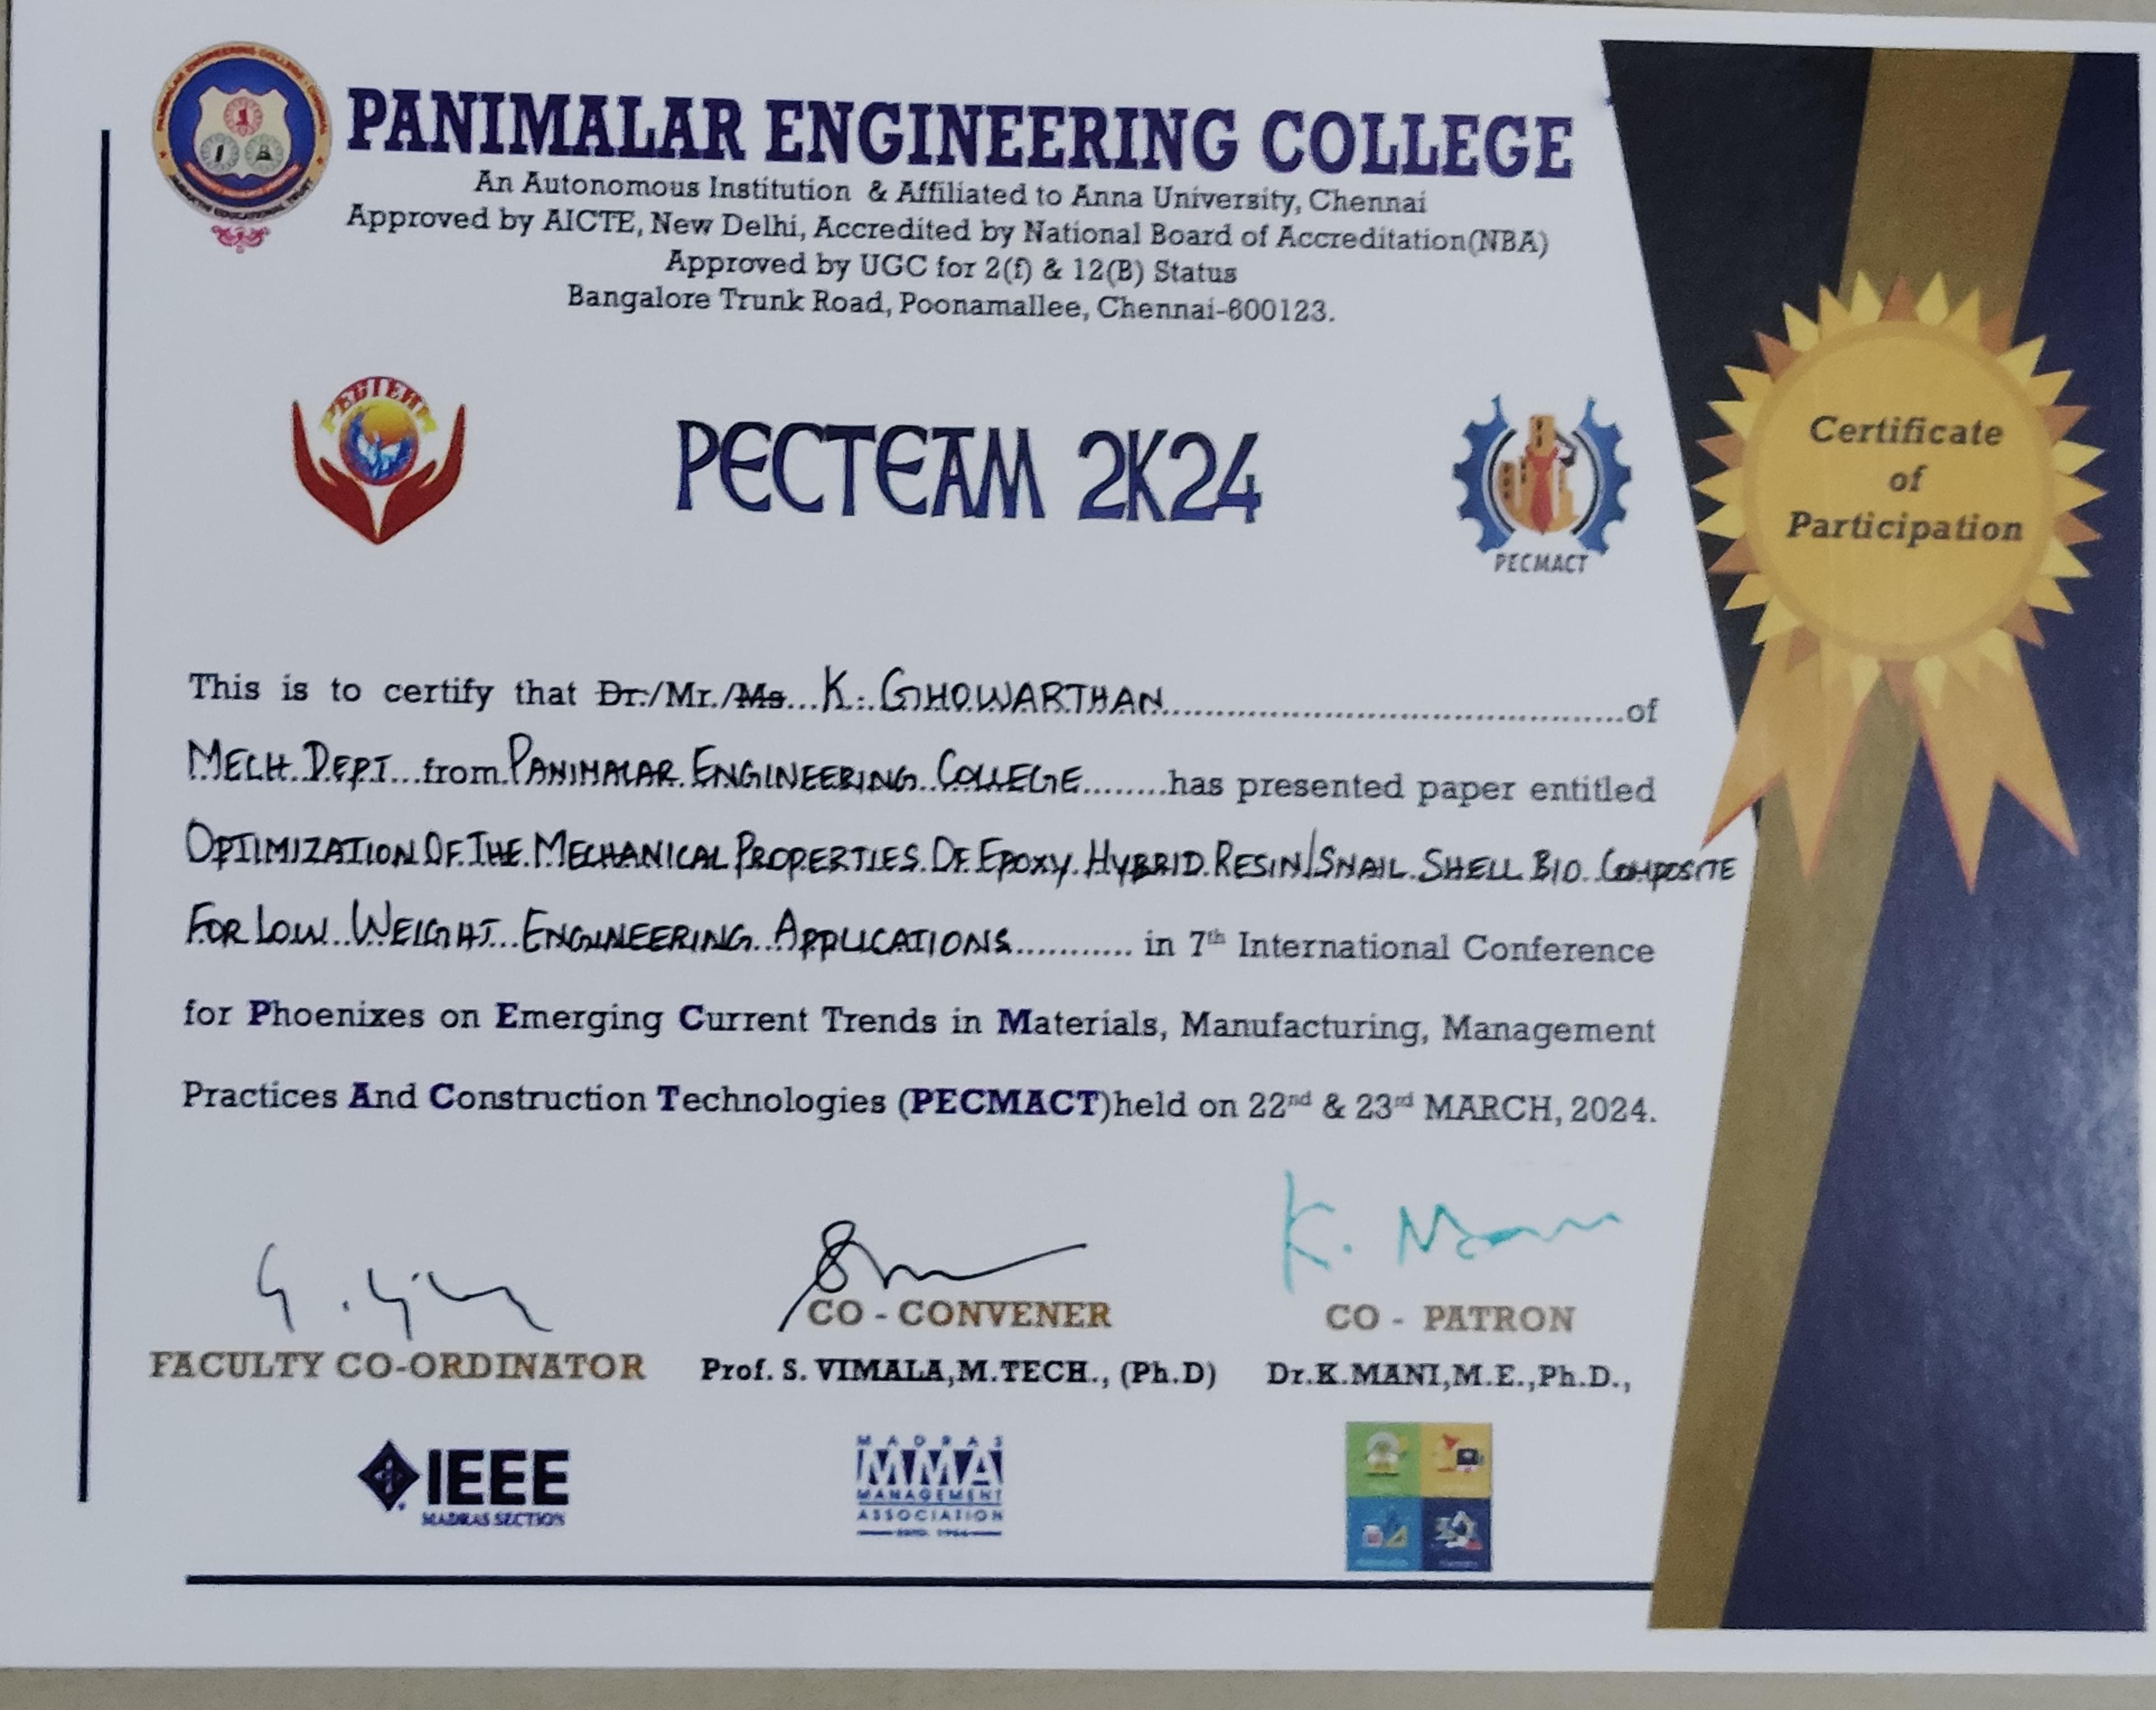 PANIMALAR ENGINEERING COLLEGE
An Autonomous Institution & Affiliated to Anna University, Chennai
Approved by AICTE, New Delhi, Accredited by National Board of Accreditation(NBA)
Approved by UGC for 2(f) & 12(B) Status
Bangalore Trunk Road, Poonamallee, Chennai-600123.
PECTEAM 2K24
PECMACT
Certificate
of
Participation
This is to certify that Dr./Mr./Ms...K. GHOWARTHAN..........of
MECH. DEPT...from PANIMALAR ENGINEERING COLLEGE........has presented paper entitled
OPTIMIZATION OF THE MECHANICAL PROPERTIES OF EPOXY HYBRID RESIN/SNAIL SHELL BIO COMPOSITE
FOR LOW WEIGHT ENGINEERING APPLICATIONS........... in 7th International Conference
for Phoenixes on Emerging Current Trends in Materials, Manufacturing, Management
Practices And Construction Technologies (PECMACT)held on 22nd & 23rd MARCH, 2024.
K. Mani
FACULTY CO-ORDINATOR
CO - CONVENER
Prof. S. VIMALA,M.TECH., (Ph.D)
CO - PATRON
Dr.K.MANI,M.E.,Ph.D.,
IEEE
MADRAS SECTION
MADRAS
MMA
MANAGEMENT
ASSOCIATION